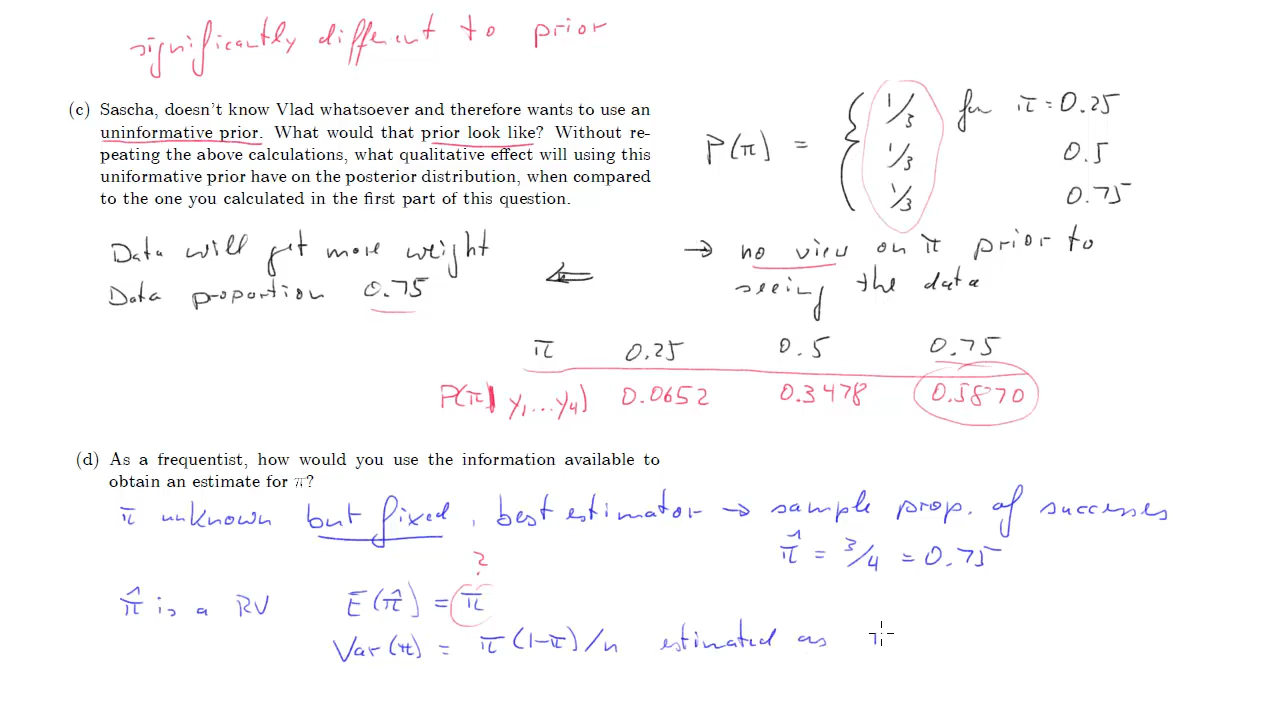 significantly different to prior
(c) Sascha, doesn't know Vlad whatsoever and therefore wants to use an
uninformative prior. What would that prior look like? Without re-
peating the above calculations, what qualitative effect will using this
uniformative prior have on the posterior distribution, when compared
to the one you calculated in the first part of this question.
P(π) = { 1/3 for π = 0.25
1/3 0.5
1/3 0.75
Data will get more weight
Data proportion 0.75
⇐
→ no view on π prior to
seeing the data
π 0.25 0.5 0.75
P(π| y1,...y4) 0.0652 0.3478 0.5870
(d) As a frequentist, how would you use the information available to
obtain an estimate for π?
π unknown but fixed, best estimator → sample prop. of successes
π̂ = 3/4 = 0.75
?
π̂ is a RV E(π̂) = π
Var(π) = π(1-π)/n estimated as